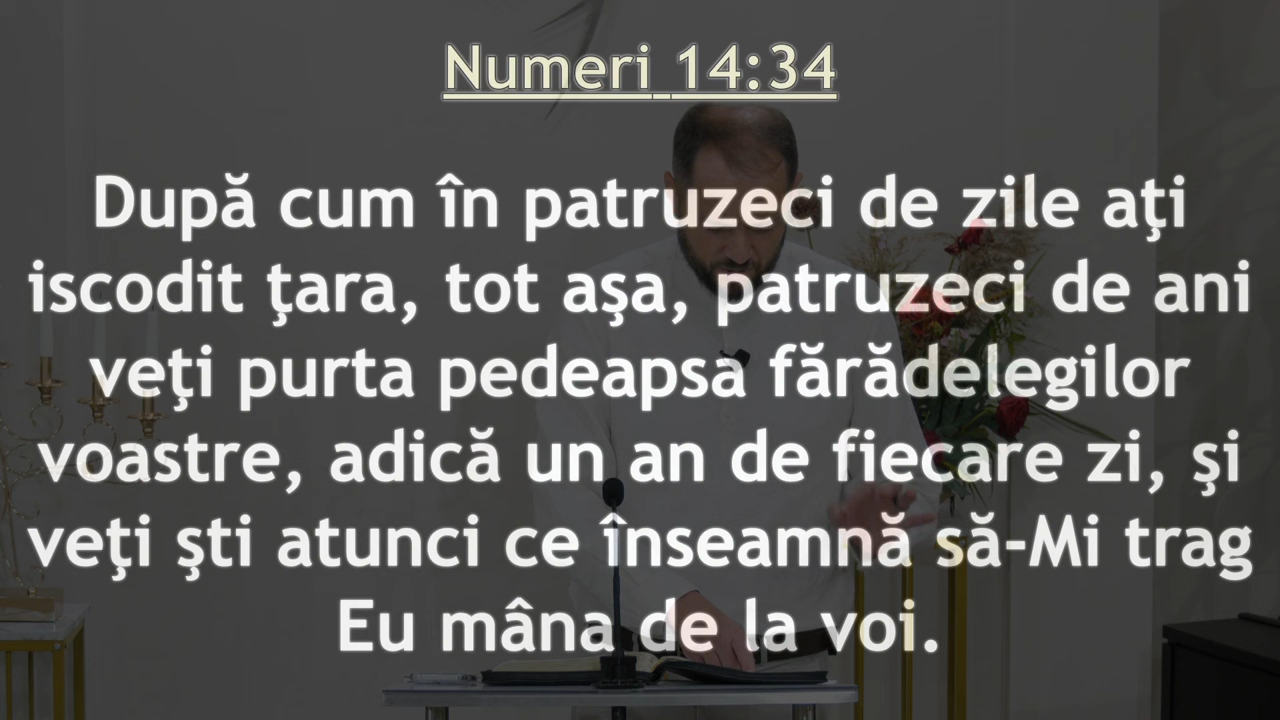 Numeri 14:34
După cum în patruzeci de zile aţi
iscodit ţara, tot aşa, patruzeci de ani
veţi purta pedeapsa fărădelegilor
voastre, adică un an de fiecare zi, şi
veţi şti atunci ce înseamnă să-Mi trag
Eu mâna de la voi.